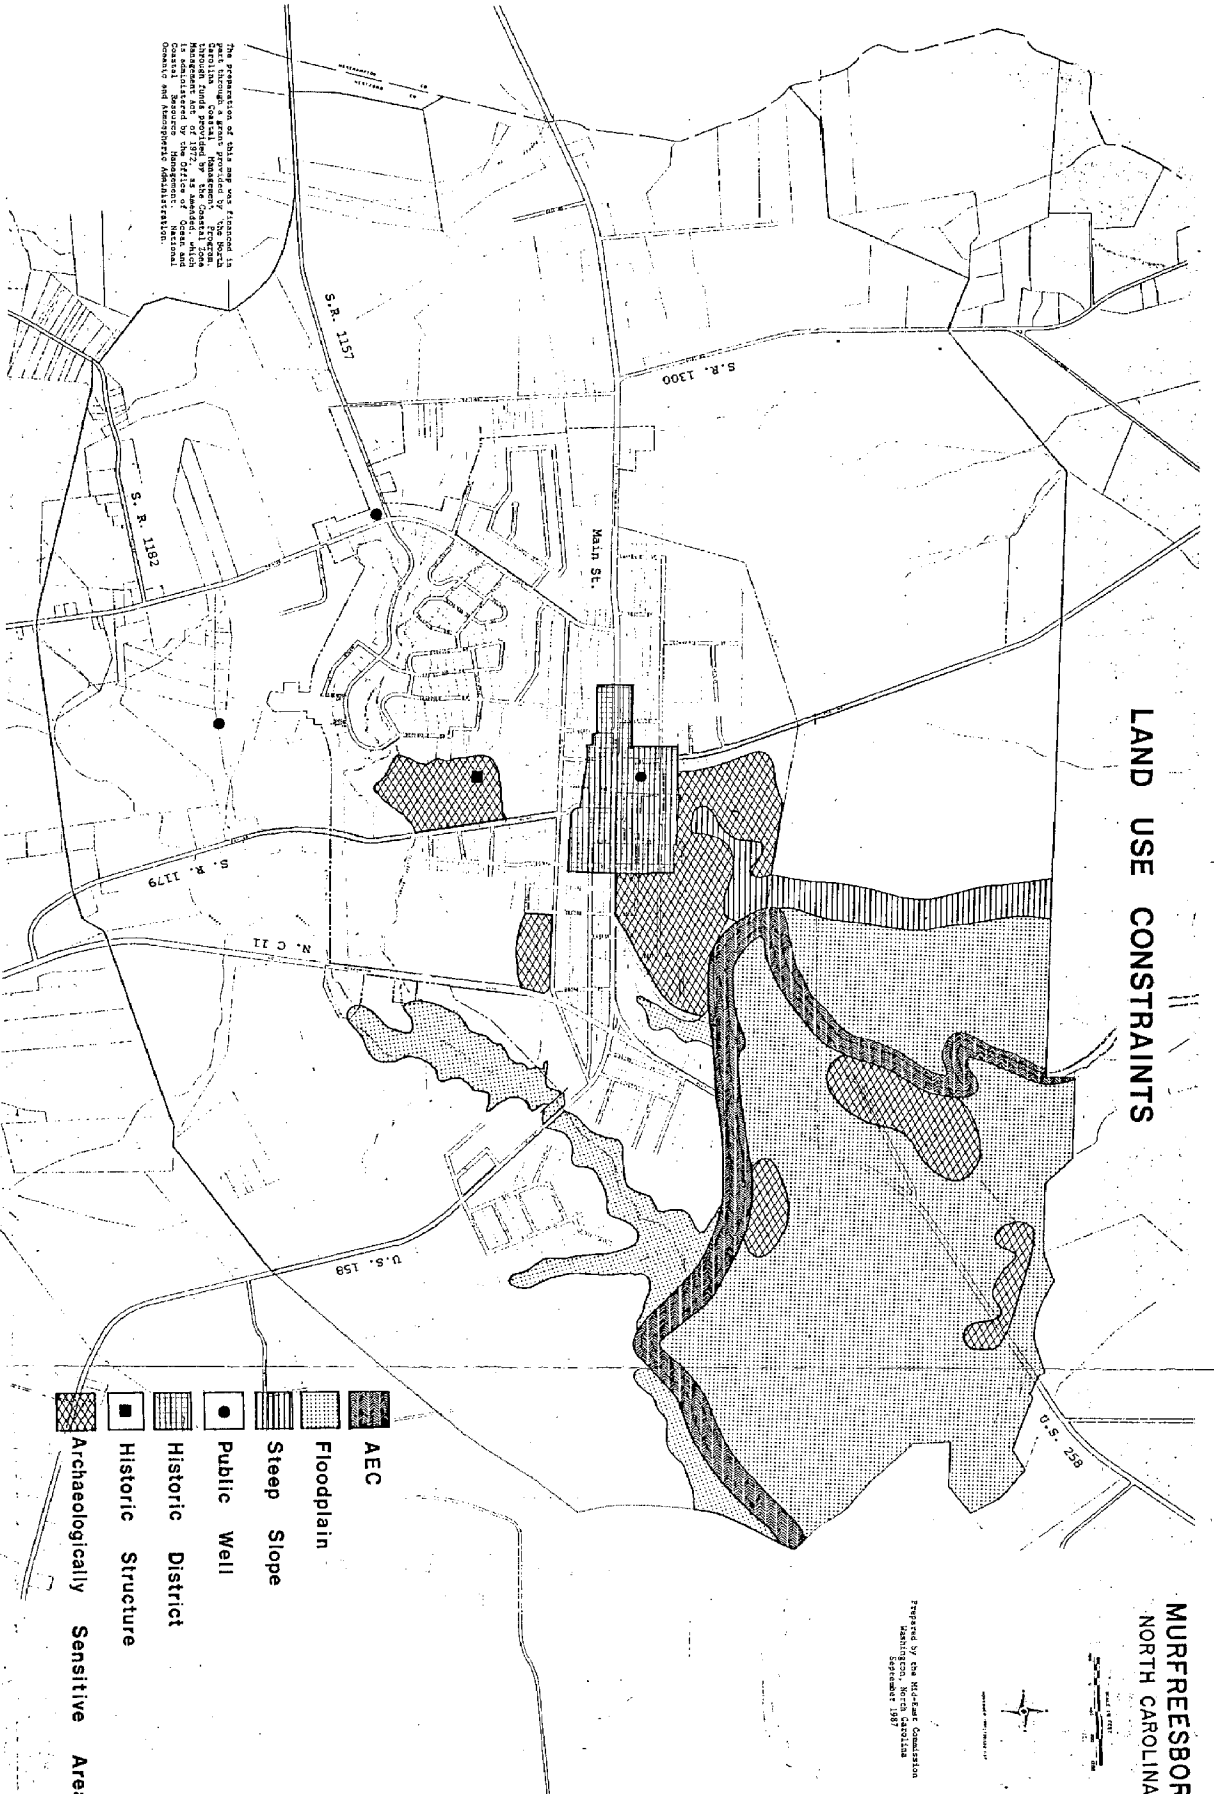 LAND USE CONSTRAINTS
MURFREESBOR
NORTH CAROLINA
Prepared by the Mid-East Commission
Washington, North Carolina
September 1987
The preparation of this map was financed in
part through a grant provided by the North
Carolina Coastal Management Program,
through funds provided by the Coastal Zone
Management Act of 1972, as amended, which
is administered by the Office of Ocean and
Coastal Resource Management, National
Oceanic and Atmospheric Administration.
S.R. 1157
S.R. 1300
Main St.
S. R. 1182
S. R. 1179
N. C 11
U.S. 158
U.S. 258
AEC
Floodplain
Steep Slope
Public Well
Historic District
Historic Structure
Archaeologically Sensitive Area